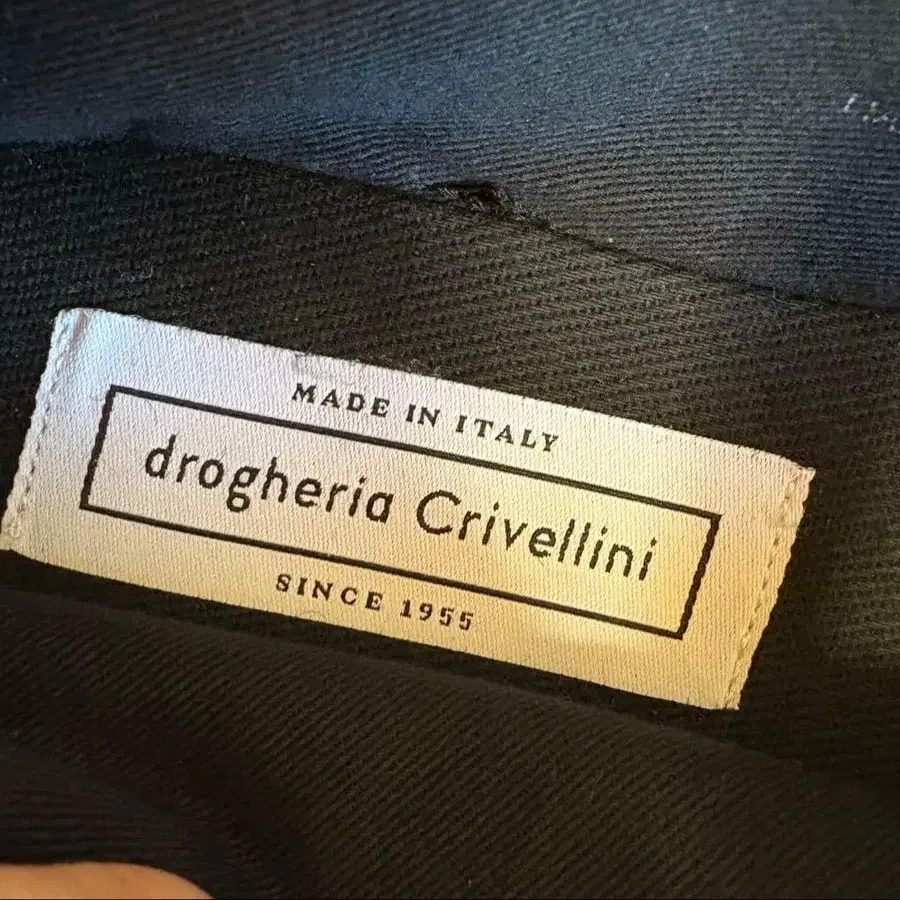 MADE IN ITALY
drogheria Crivellini
SINCE 1955